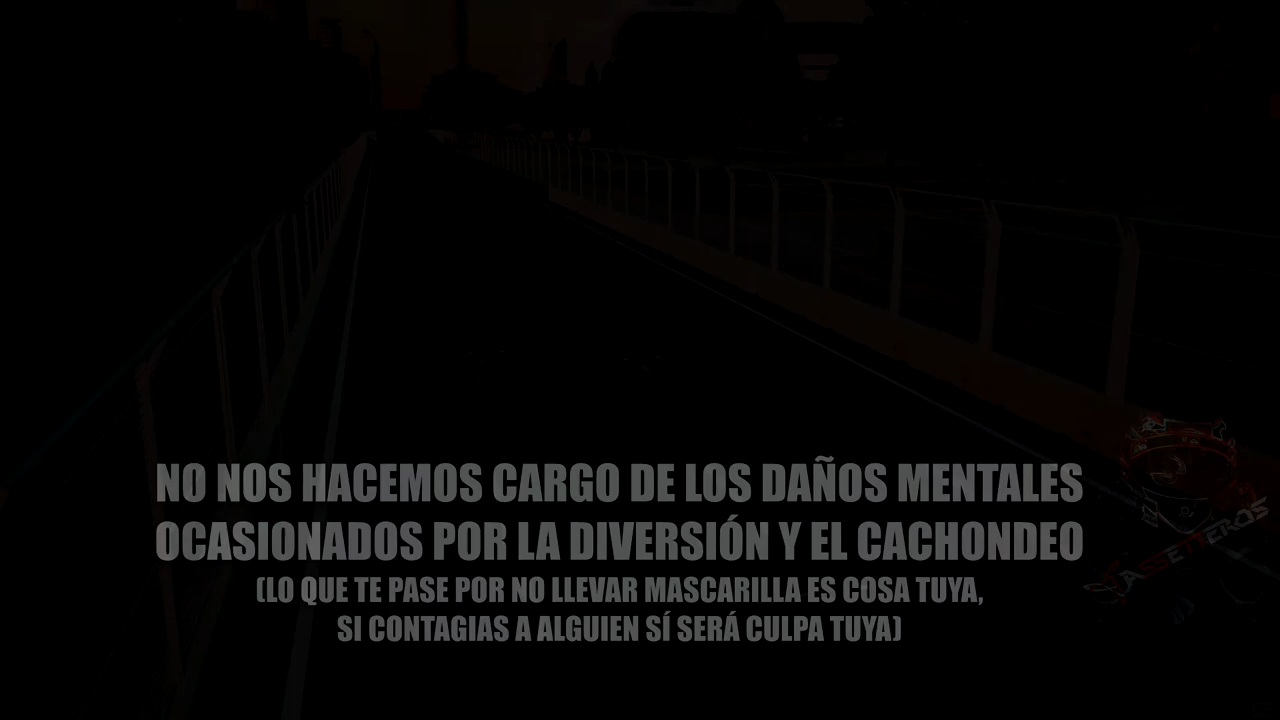 NO NOS HACEMOS CARGO DE LOS DAÑOS MENTALES
OCASIONADOS POR LA DIVERSIÓN Y EL CACHONDEO
(LO QUE TE PASE POR NO LLEVAR MASCARILLA ES COSA TUYA,
SI CONTAGIAS A ALGUIEN SÍ SERÁ CULPA TUYA)